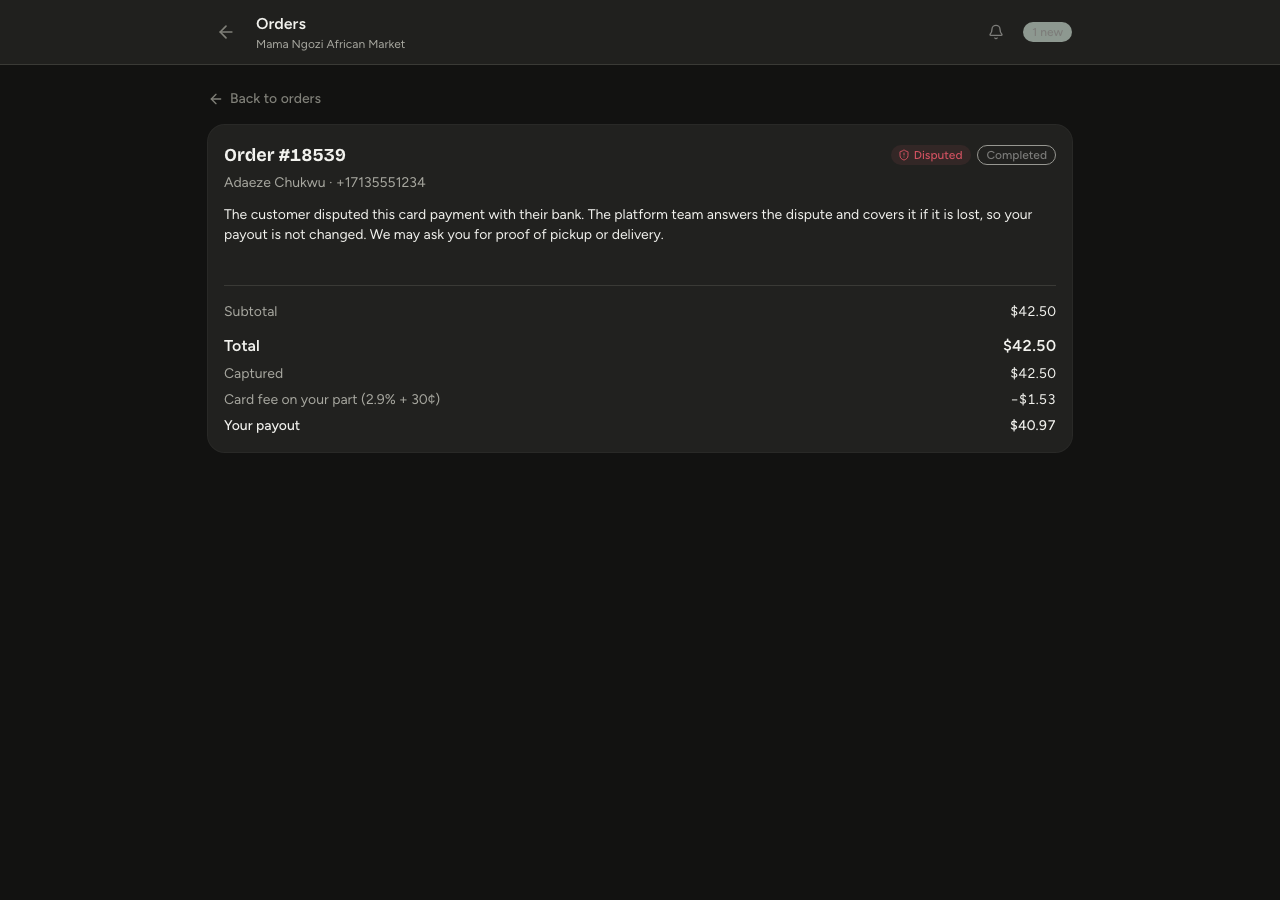 Orders
Mama Ngozi African Market
1 new
Back to orders
Order #18539
Disputed
Completed
Adaeze Chukwu · +17135551234
The customer disputed this card payment with their bank. The platform team answers the dispute and covers it if it is lost, so your
payout is not changed. We may ask you for proof of pickup or delivery.
Subtotal $42.50
Total $42.50
Captured $42.50
Card fee on your part (2.9% + 30¢) −$1.53
Your payout $40.97